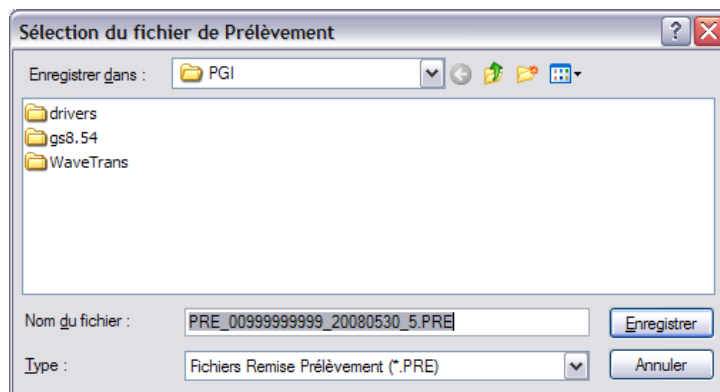 Sélection du fichier de Prélèvement
Enregistrer dans :
PGI
drivers
gs8.54
WaveTrans
Nom du fichier :
PRE_00999999999_20080530_5.PRE
Enregistrer
Type :
Fichiers Remise Prélèvement (*.PRE)
Annuler